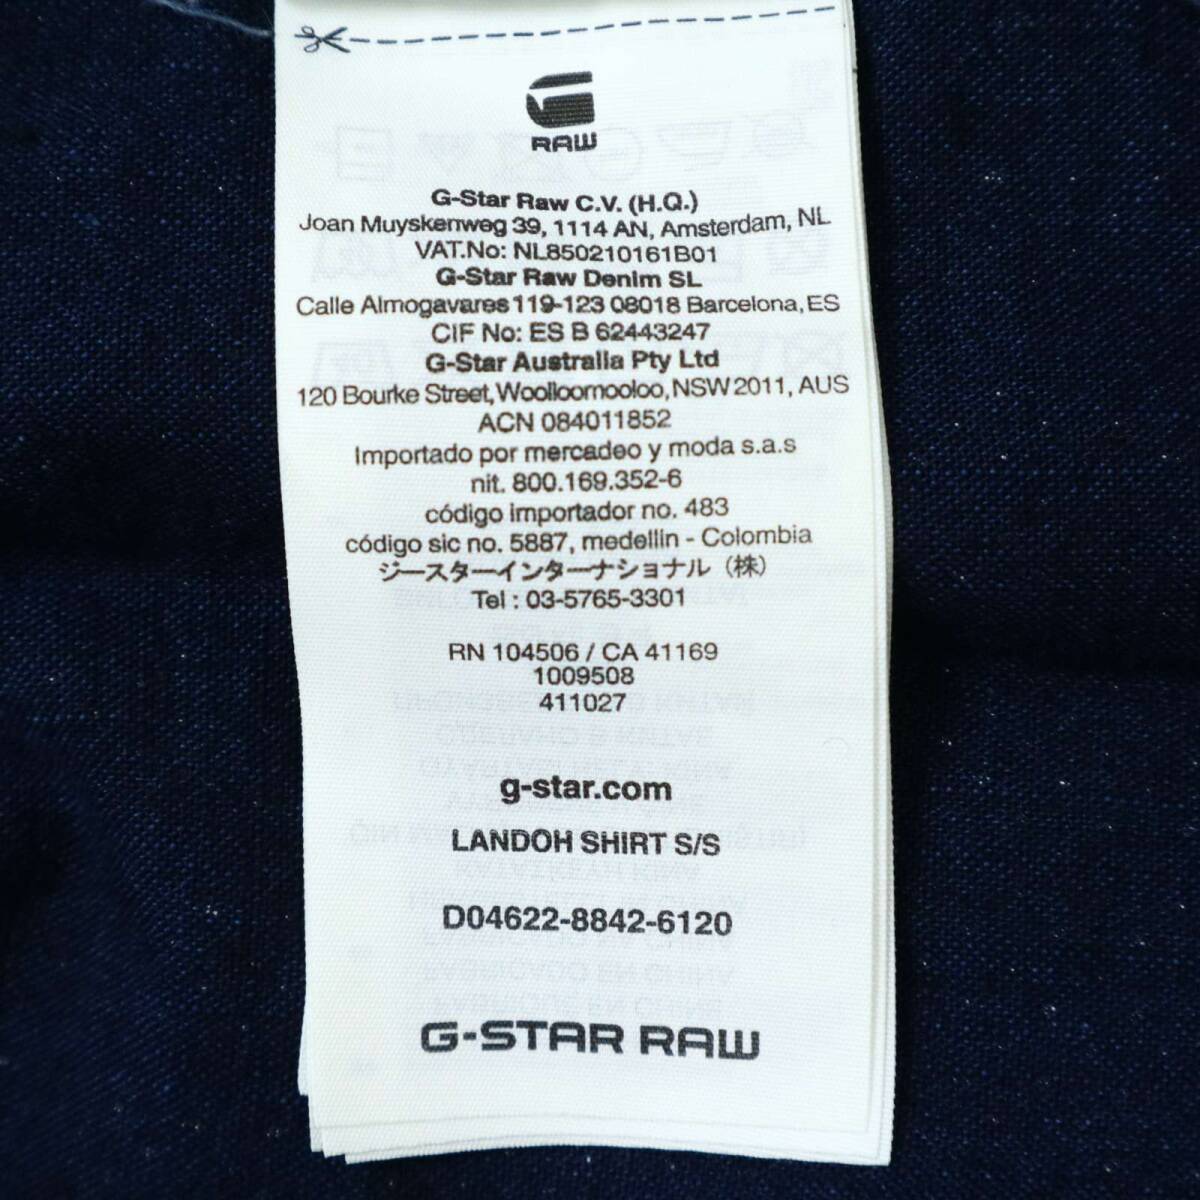 RAW
G-Star Raw C.V. (H.Q.)
Joan Muyskenweg 39, 1114 AN, Amsterdam, NL
VAT.No: NL850210161B01
G-Star Raw Denim SL
Calle Almogavares 119-123 08018 Barcelona, ES
CIF No: ES B 62443247
G-Star Australia Pty Ltd
120 Bourke Street, Woolloomooloo, NSW 2011, AUS
ACN 084011852
Importado por mercadeo y moda s.a.s
nit. 800.169.352-6
código importador no. 483
código sic no. 5887, medellin - Colombia
ジースターインターナショナル（株）
Tel : 03-5765-3301
RN 104506 / CA 41169
1009508
411027
g-star.com
LANDOH SHIRT S/S
D04622-8842-6120
G-STAR RAW